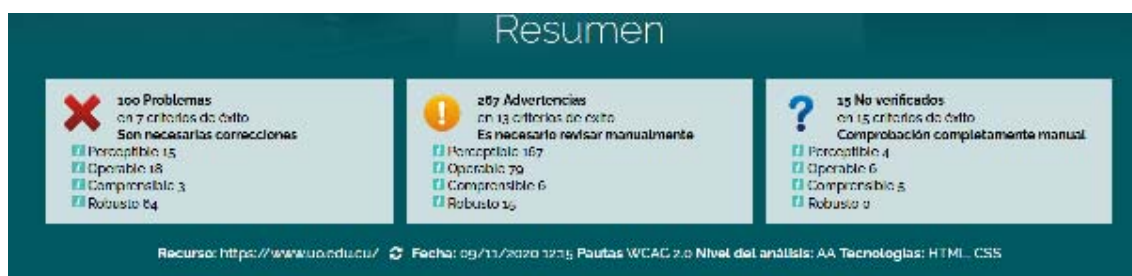 Resumen
100 Problemas
en 7 criterios de éxito
Son necesarias correcciones
Perceptible 15
Operable 18
Comprensible 3
Robusto 64
267 Advertencias
en 13 criterios de éxito
Es necesario revisar manualmente
Perceptible 167
Operable 79
Comprensible 6
Robusto 15
15 No verificados
en 15 criterios de éxito
Comprobación completamente manual
Perceptible 4
Operable 6
Comprensible 5
Robusto 0
Recurso: https://www.uo.edu.cu/ Fecha: 09/11/2020 12:15 Pautas WCAG 2.0 Nivel del análisis: AA Tecnologías: HTML, CSS